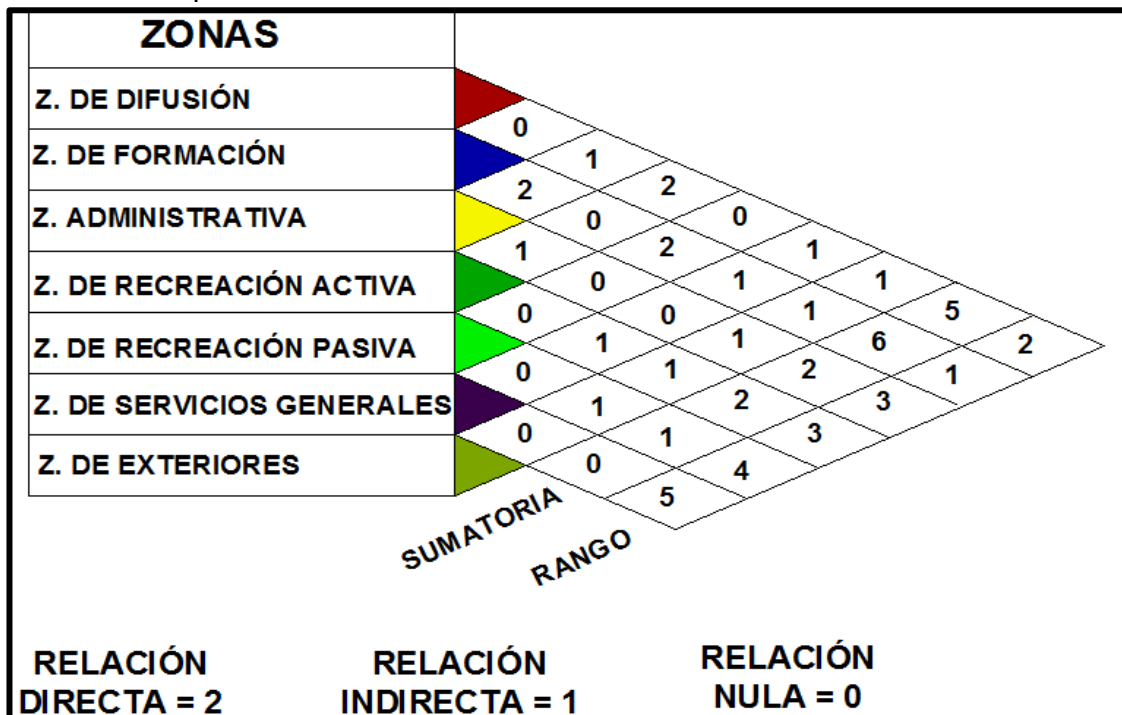 ZONAS
Z. DE DIFUSIÓN
0
Z. DE FORMACIÓN 1
2 2
Z. ADMINISTRATIVA 0 0
1 2 1
Z. DE RECREACIÓN ACTIVA 0 1 1
0 0 1 5
Z. DE RECREACIÓN PASIVA 1 1 6 2
0 1 2 1
Z. DE SERVICIOS GENERALES 1 2 3
0 1 3
Z. DE EXTERIORES 0 4
5
SUMATORIA
RANGO
RELACIÓN
DIRECTA = 2
RELACIÓN
INDIRECTA = 1
RELACIÓN
NULA = 0